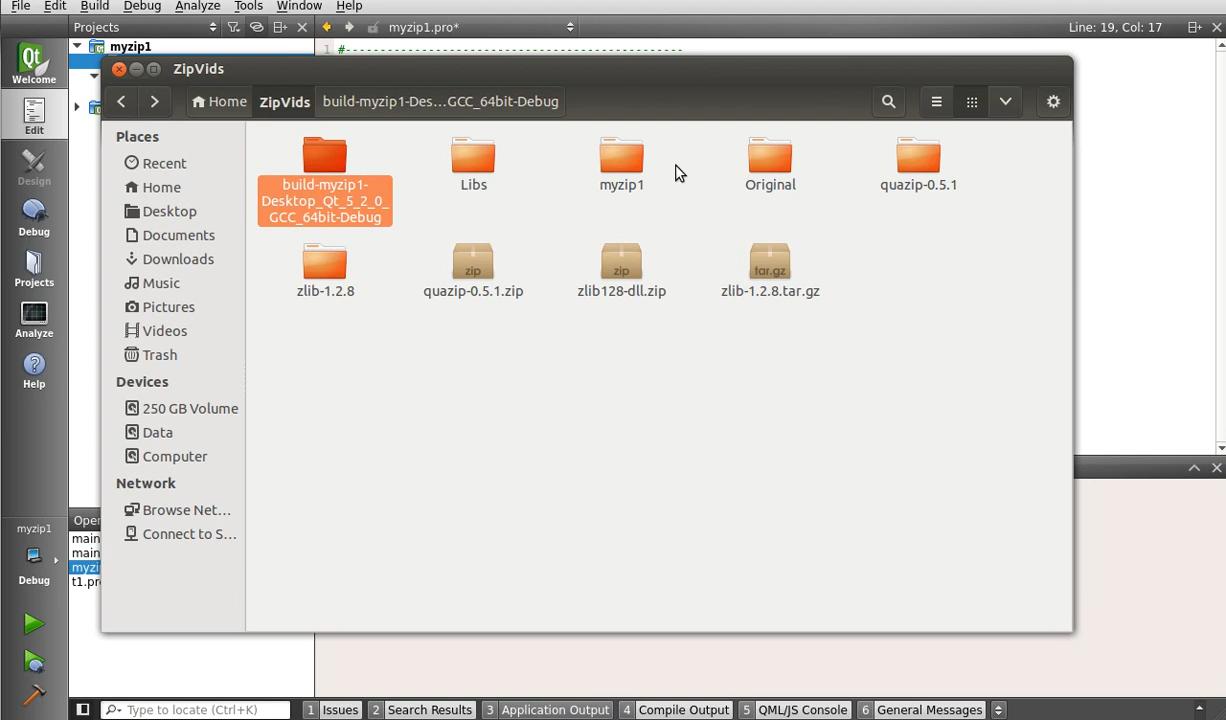 File Edit Build Debug Analyze Tools Window Help
Projects
myzip1.pro*
Line: 19, Col: 17
myzip1
1 #-----------------------------------------------
Welcome
Edit
Design
Debug
Projects
Analyze
Help
myzip1
Debug
ZipVids
Home ZipVids build-myzip1-Des...GCC_64bit-Debug
Places
Recent
Home
Desktop
Documents
Downloads
Music
Pictures
Videos
Trash
Devices
250 GB Volume
Data
Computer
Network
Browse Net...
Connect to S...
build-myzip1-
Desktop_Qt_5_2_0_
GCC_64bit-Debug
Libs
myzip1
Original
quazip-0.5.1
zlib-1.2.8
zip
quazip-0.5.1.zip
zip
zlib128-dll.zip
tar.gz
zlib-1.2.8.tar.gz
Open
main
main
myzi
t1.pr
Type to locate (Ctrl+K)
1 Issues 2 Search Results 3 Application Output 4 Compile Output 5 QML/JS Console 6 General Messages